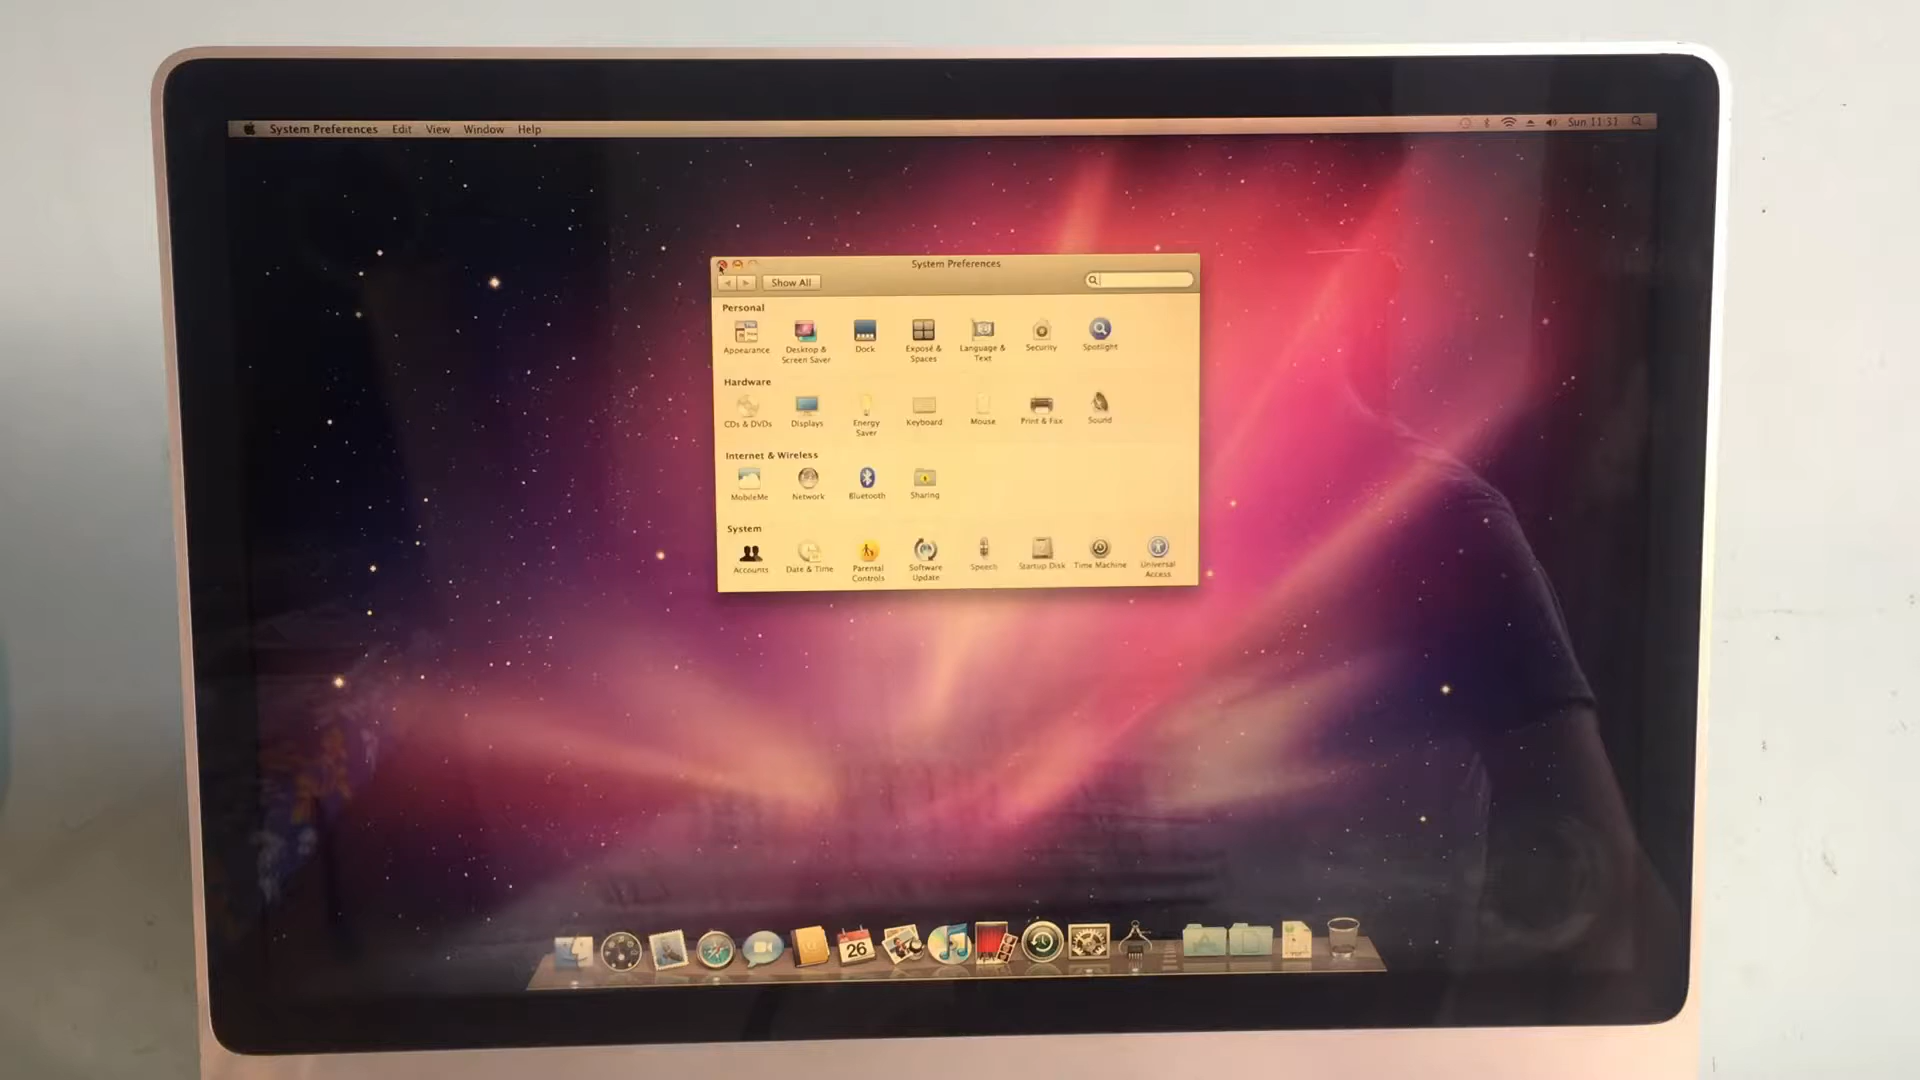 System Preferences Edit View Window Help
Sun 11:31
System Preferences
Show All
Personal
Appearance
Desktop &
Screen Saver
Dock
Exposé &
Spaces
Language &
Text
Security
Spotlight
Hardware
CDs & DVDs
Displays
Energy
Saver
Keyboard
Mouse
Print & Fax
Sound
Internet & Wireless
MobileMe
Network
Bluetooth
Sharing
System
Accounts
Date & Time
Parental
Controls
Software
Update
Speech
Startup Disk
Time Machine
Universal
Access
26